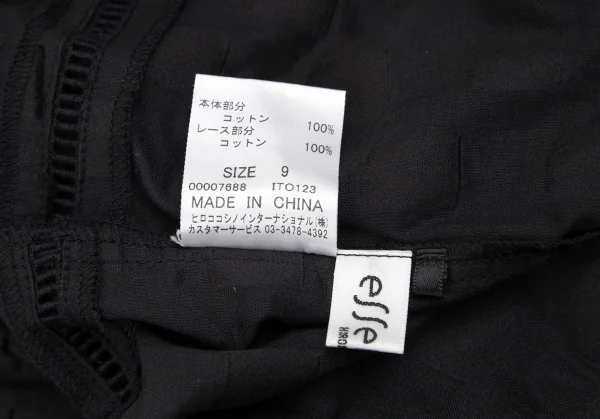 本体部分
コットン 100%
レース部分
コットン 100%
SIZE 9
00007688 ITO123
MADE IN CHINA
ヒロココシノインターナショナル(株)
カスタマーサービス 03-3478-4392
esse